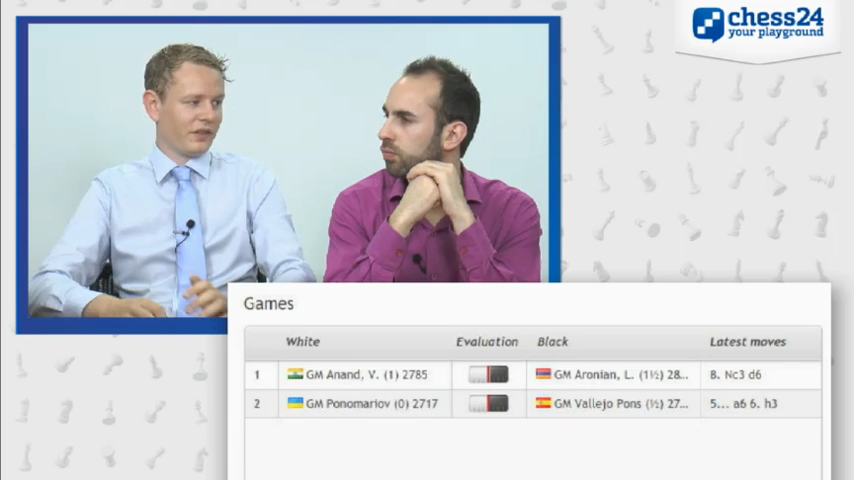 chess24
your playground
Games
White Evaluation Black Latest moves
1 GM Anand, V. (1) 2785 GM Aronian, L. (1½) 28... 8. Nc3 d6
2 GM Ponomariov (0) 2717 GM Vallejo Pons (½) 27... 5... a6 6. h3